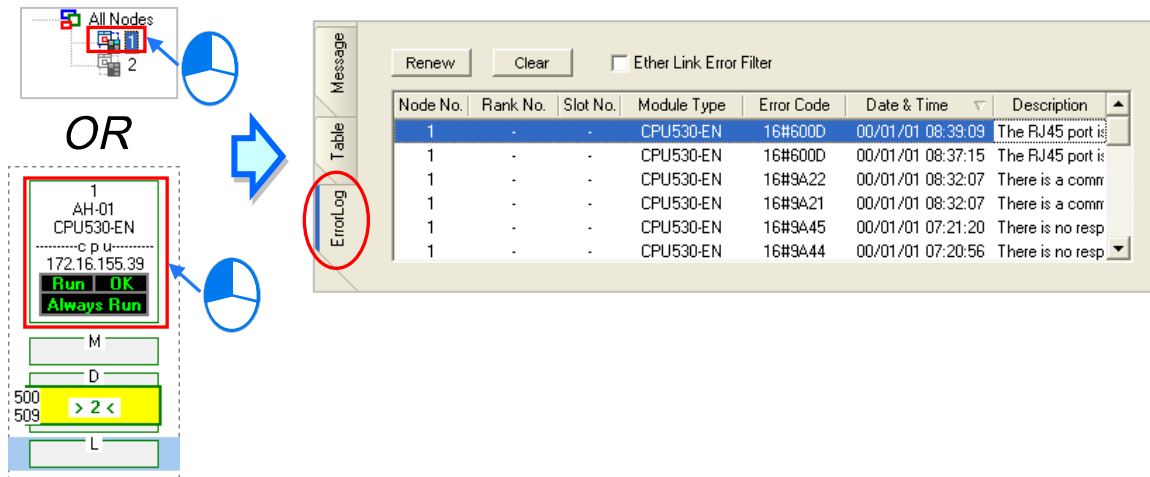 All Nodes
1
2
OR
1
AH-01
CPU530-EN
---------c p u----------
172.16.155.39
Run OK
Always Run
M
D
500
509
> 2 <
L
Message
Table
ErrorLog
Renew Clear Ether Link Error Filter
Node No. Rank No. Slot No. Module Type Error Code Date & Time Description
1 - - CPU530-EN 16#600D 00/01/01 08:39:09 The RJ45 port is
1 - - CPU530-EN 16#600D 00/01/01 08:37:15 The RJ45 port is
1 - - CPU530-EN 16#9A22 00/01/01 08:32:07 There is a comm
1 - - CPU530-EN 16#9A21 00/01/01 08:32:07 There is a comm
1 - - CPU530-EN 16#9A45 00/01/01 07:21:20 There is no resp
1 - - CPU530-EN 16#9A44 00/01/01 07:20:56 There is no resp